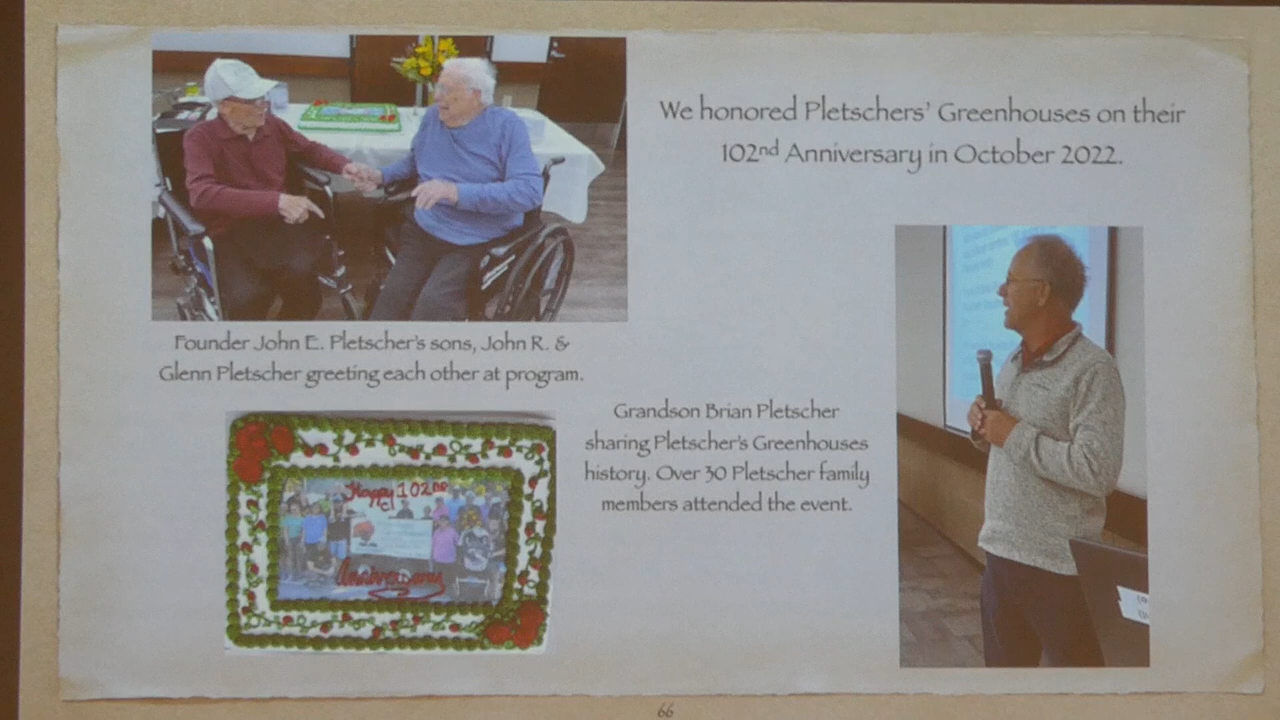 We honored Pletschers' Greenhouses on their
102nd Anniversary in October 2022.
Founder John E. Pletscher's sons, John R. &
Glenn Pletscher greeting each other at program.
Grandson Brian Pletscher
sharing Pletscher's Greenhouses
history. Over 30 Pletscher family
members attended the event.
Happy 102nd
Anniversary
66